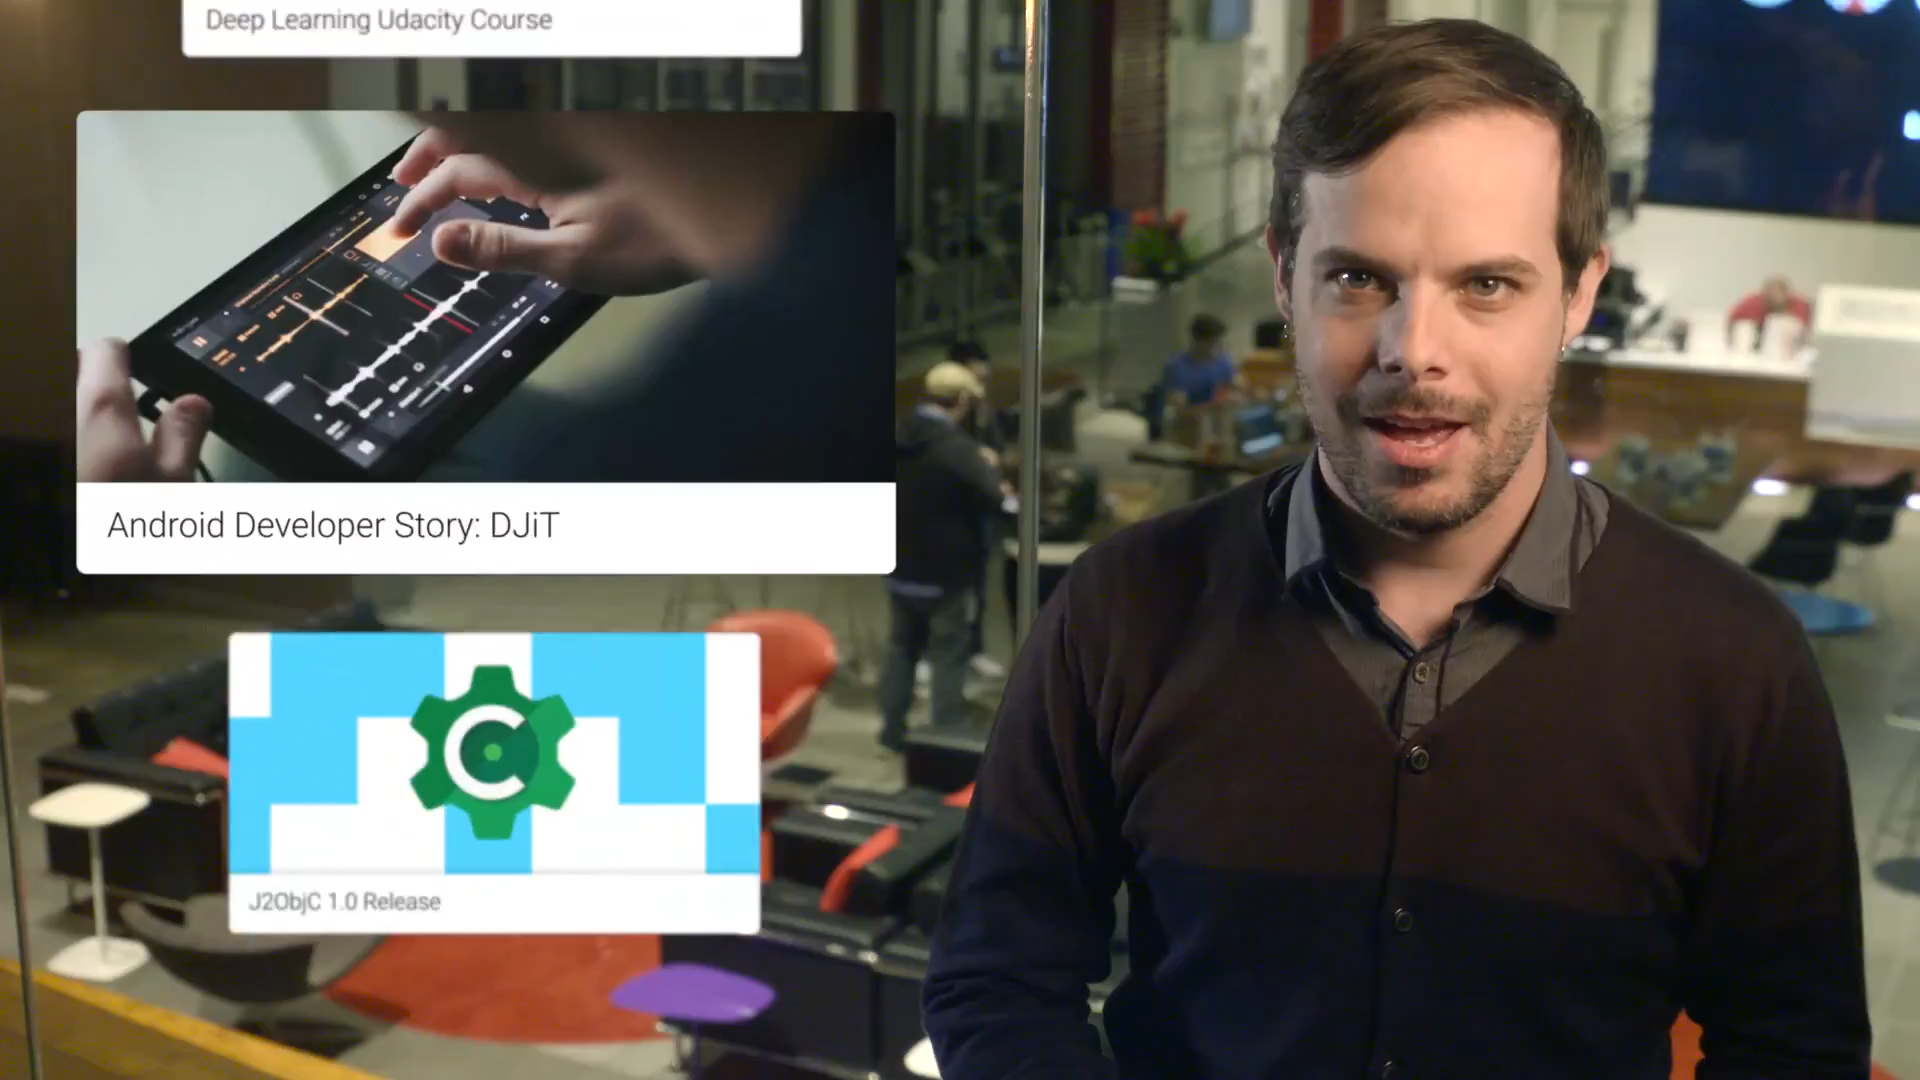 Deep Learning Udacity Course
Android Developer Story: DJiT
C
J2ObjC 1.0 Release